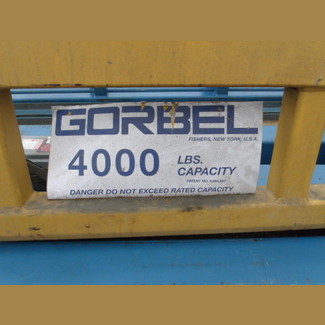 GORBEL
FISHERS, NEW YORK, U.S.A.
4000 LBS.
CAPACITY
DANGER DO NOT EXCEED RATED CAPACITY